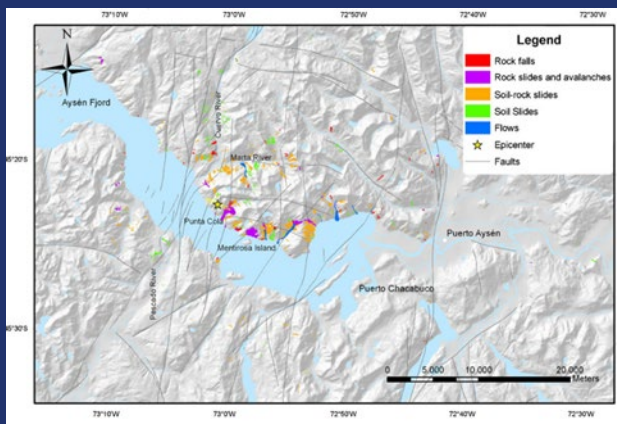 73°10'W 73°0'W 72°50'W 72°40'W 72°30'W
N
Legend
Rock falls
Rock slides and avalanches
Soil-rock slides
Soil Slides
Flows
Epicenter
Faults
Aysén Fjord
Cuervo River
Marta River
Punta Cola
Mentirosa Island
Pescado River
Puerto Aysén
Puerto Chacabuco
0 5.000 10.000 20.000
Meters
73°10'W 73°0'W 72°50'W 72°40'W 72°30'W